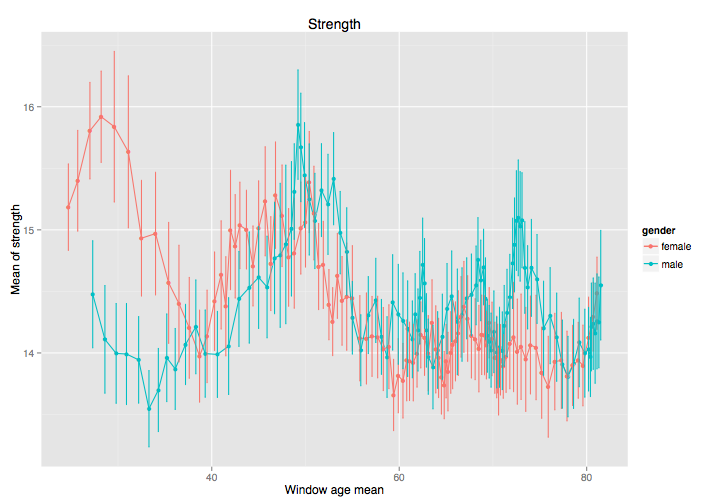 Strength
16
15
14
Mean of strength
40
60
80
Window age mean
gender
female
male